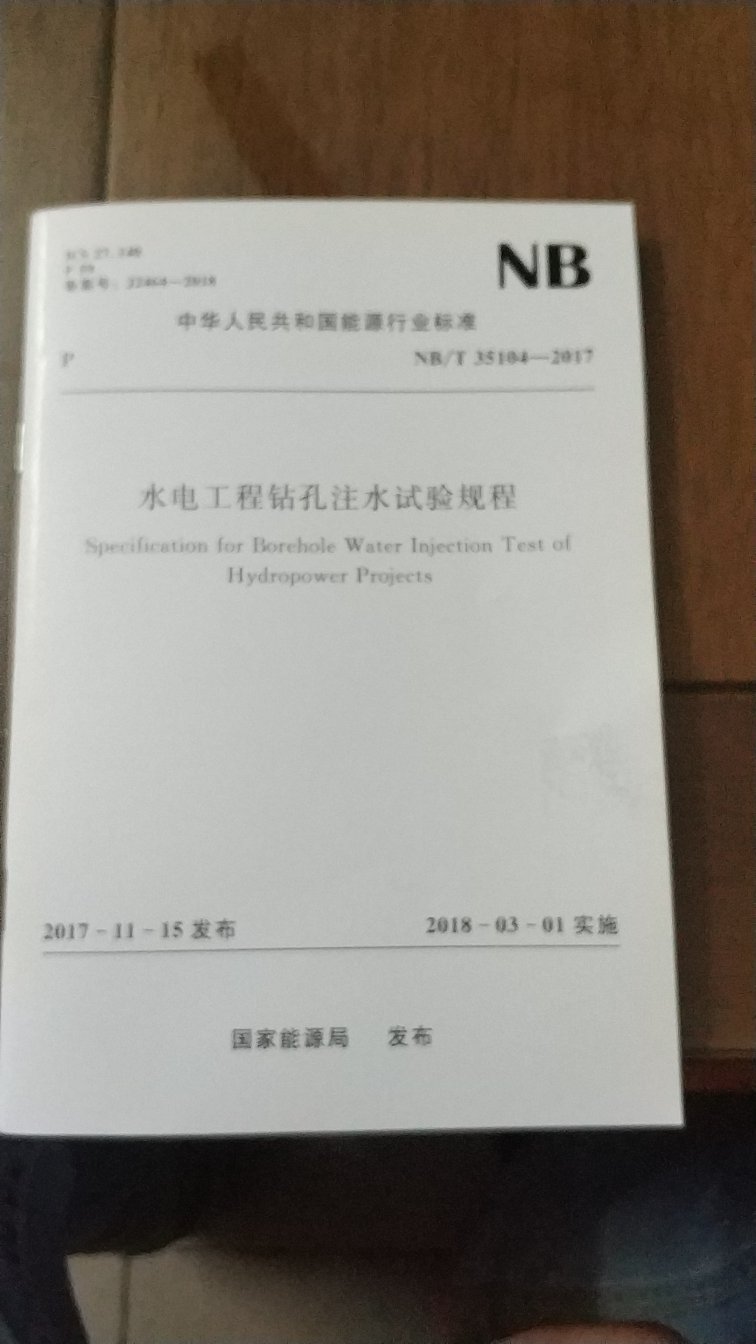 NB
中华人民共和国能源行业标准
P
NB/T 35104—2017
水电工程钻孔注水试验规程
Specification for Borehole Water Injection Test of
Hydropower Projects
2017－11－15 发布
2018－03－01 实施
国家能源局 发布